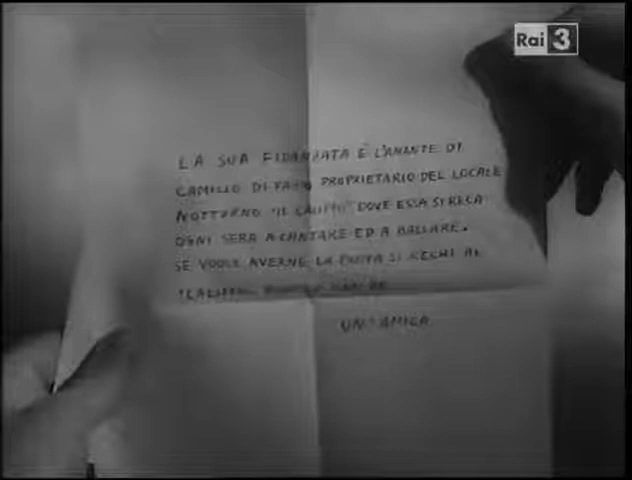 Rai 3
LA SUA FIDANZATA È L'AMANTE DI
CAMILLO DI FAZIO PROPRIETARIO DEL LOCALE
NOTTURNO "IL CALIFFO" DOVE ESSA SI RECA
OGNI SERA A CANTARE ED A BALLARE.
SE VUOLE AVERNE LA PROVA SI RECHI AL
"CALIFFO"
UN'AMICA